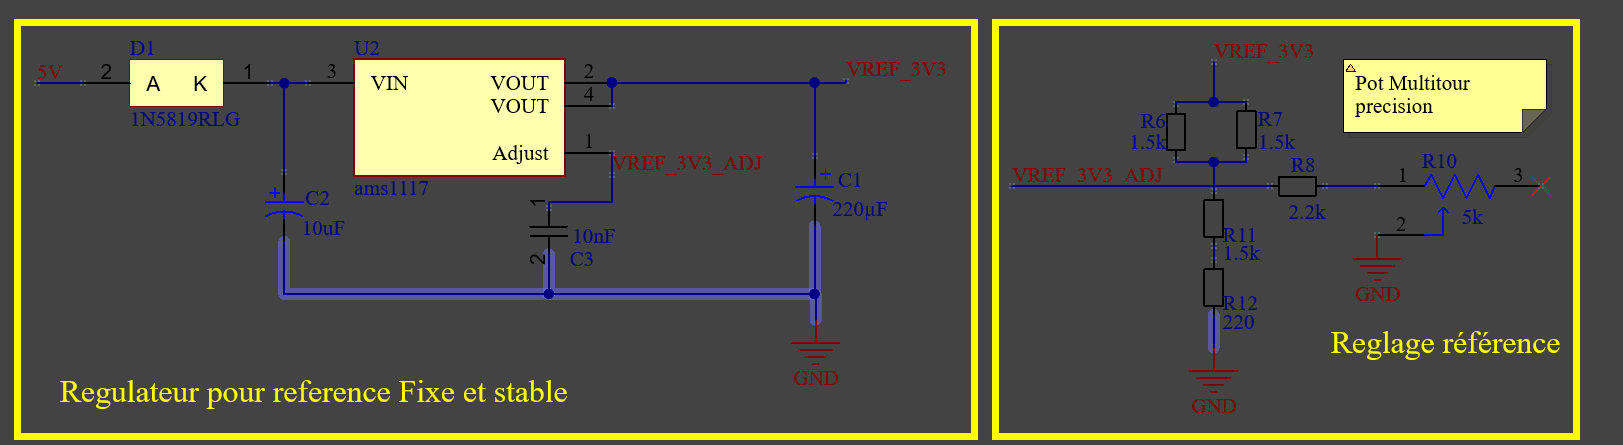 5V
2
D1
A K
1N5819RLG
1
3
U2
VIN
VOUT
VOUT
Adjust
ams1117
2
4
1
VREF_3V3
VREF_3V3_ADJ
+
C2
10uF
1
10nF
2
C3
+
C1
220µF
GND
Regulateur pour reference Fixe et stable
VREF_3V3
Pot Multitour
precision
R6
1.5k
R7
1.5k
VREF_3V3_ADJ
R8
2.2k
1
R10
3
5k
2
GND
R11
1.5k
R12
220
GND
Reglage référence